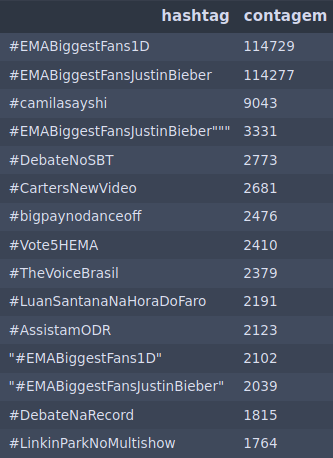 hashtag contagem
#EMABiggestFans1D 114729
#EMABiggestFansJustinBieber 114277
#camilasayshi 9043
#EMABiggestFansJustinBieber""" 3331
#DebateNoSBT 2773
#CartersNewVideo 2681
#bigpaynodanceoff 2476
#Vote5HEMA 2410
#TheVoiceBrasil 2379
#LuanSantanaNaHoraDoFaro 2191
#AssistamODR 2123
"#EMABiggestFans1D" 2102
"#EMABiggestFansJustinBieber" 2039
#DebateNaRecord 1815
#LinkinParkNoMultishow 1764